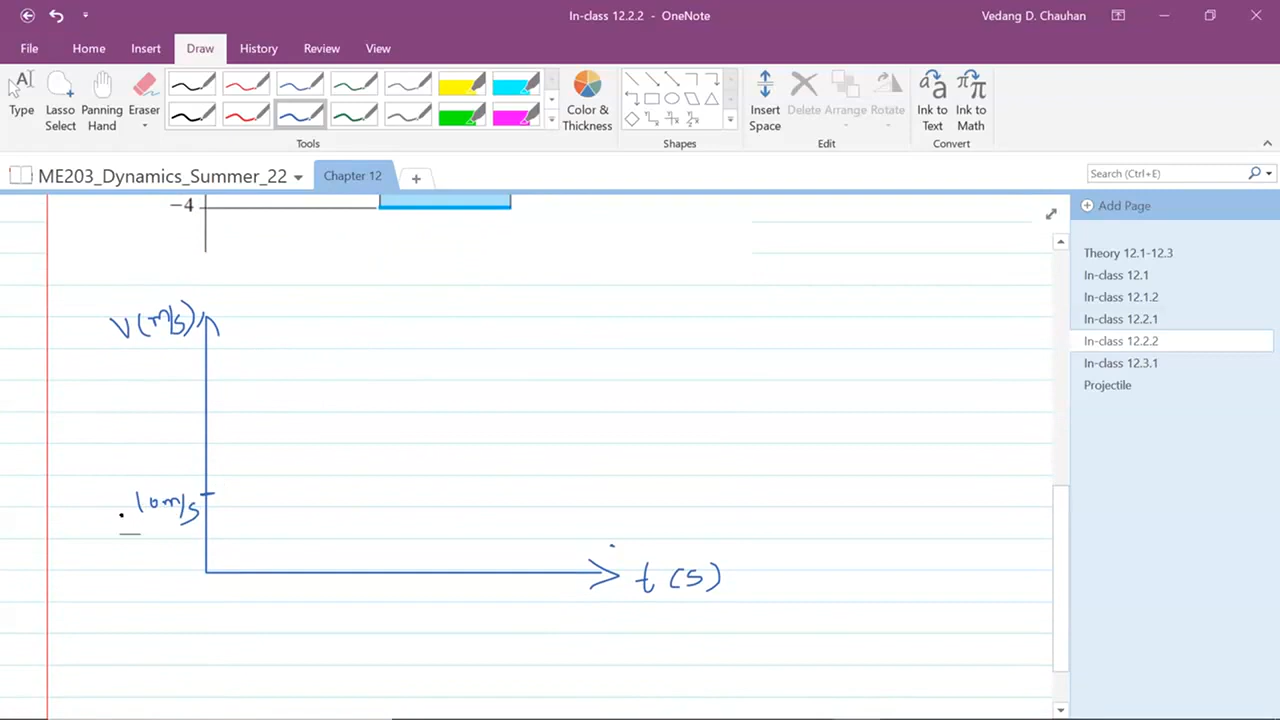 In-class 12.2.2 - OneNote
Vedang D. Chauhan
File Home Insert Draw History Review View
Type
Lasso Select
Panning Hand
Eraser
Color & Thickness
Insert Space
Delete
Arrange
Rotate
Ink to Text
Ink to Math
Tools
Shapes
Edit
Convert
ME203_Dynamics_Summer_22
Chapter 12
Search (Ctrl+E)
Add Page
Theory 12.1-12.3
In-class 12.1
In-class 12.1.2
In-class 12.2.1
In-class 12.2.2
In-class 12.3.1
Projectile
−4
v(m/s)
10m/s
t (s)